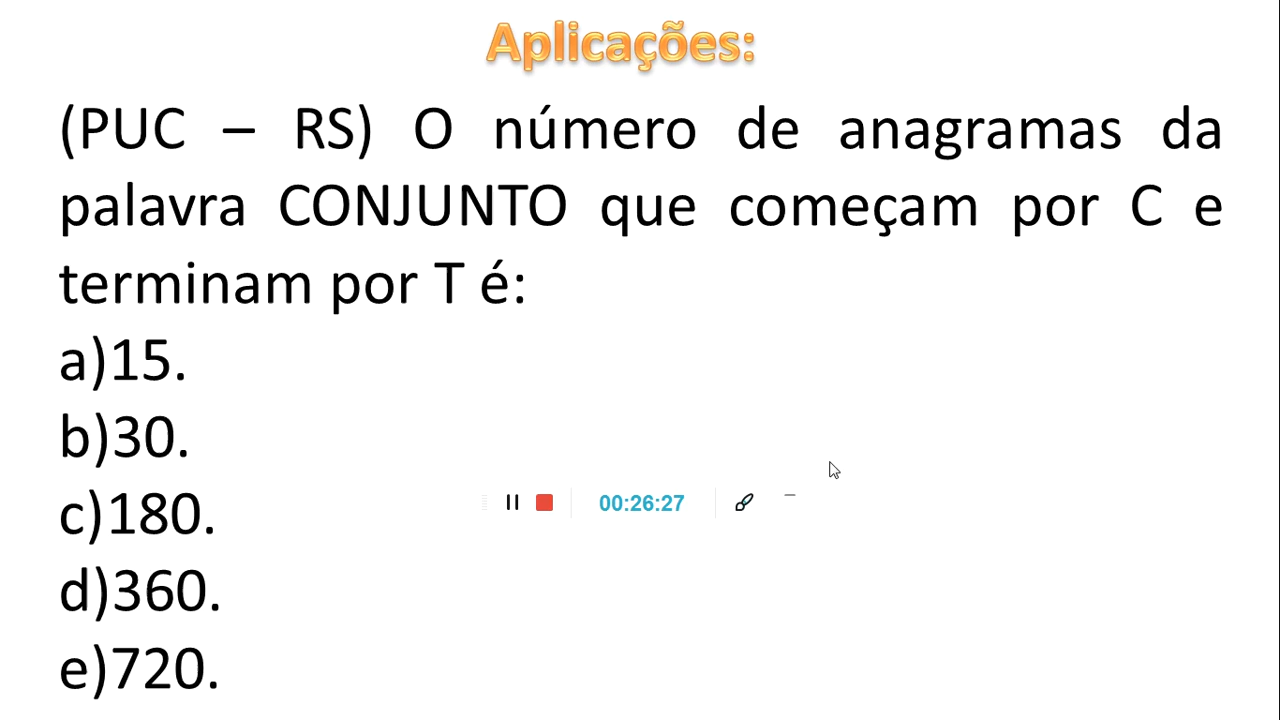 Aplicações:
(PUC – RS) O número de anagramas da
palavra CONJUNTO que começam por C e
terminam por T é:
a)15.
b)30.
c)180.
00:26:27
d)360.
e)720.